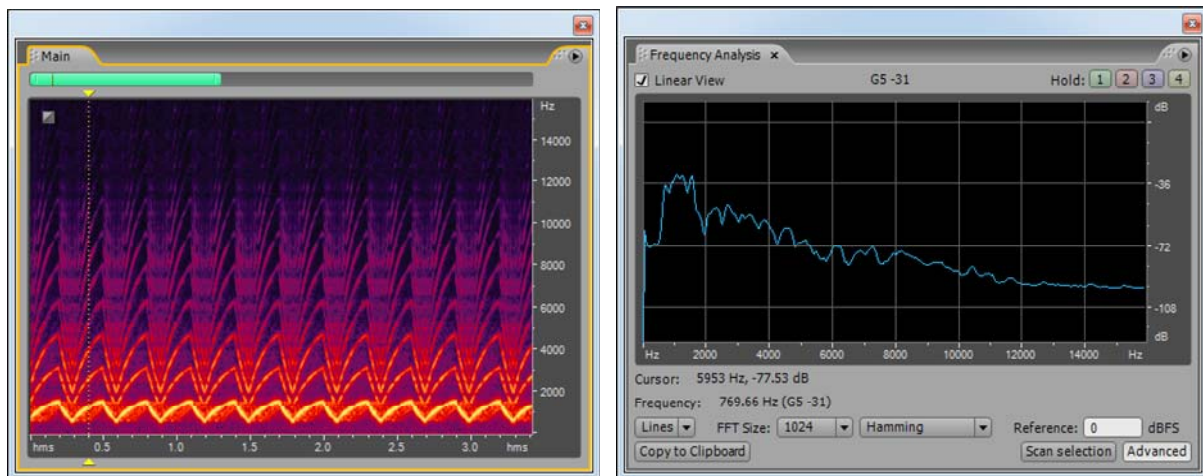 Main
Hz
14000
12000
10000
8000
6000
4000
2000
hms 0.5 1.0 1.5 2.0 2.5 3.0 hms
Frequency Analysis x
Linear View G5 -31 Hold: 1 2 3 4
dB
-36
-72
-108
dB
Hz 2000 4000 6000 8000 10000 12000 14000 Hz
Cursor: 5953 Hz, -77.53 dB
Frequency: 769.66 Hz (G5 -31)
Lines FFT Size: 1024 Hamming Reference: 0 dBFS
Copy to Clipboard Scan selection Advanced